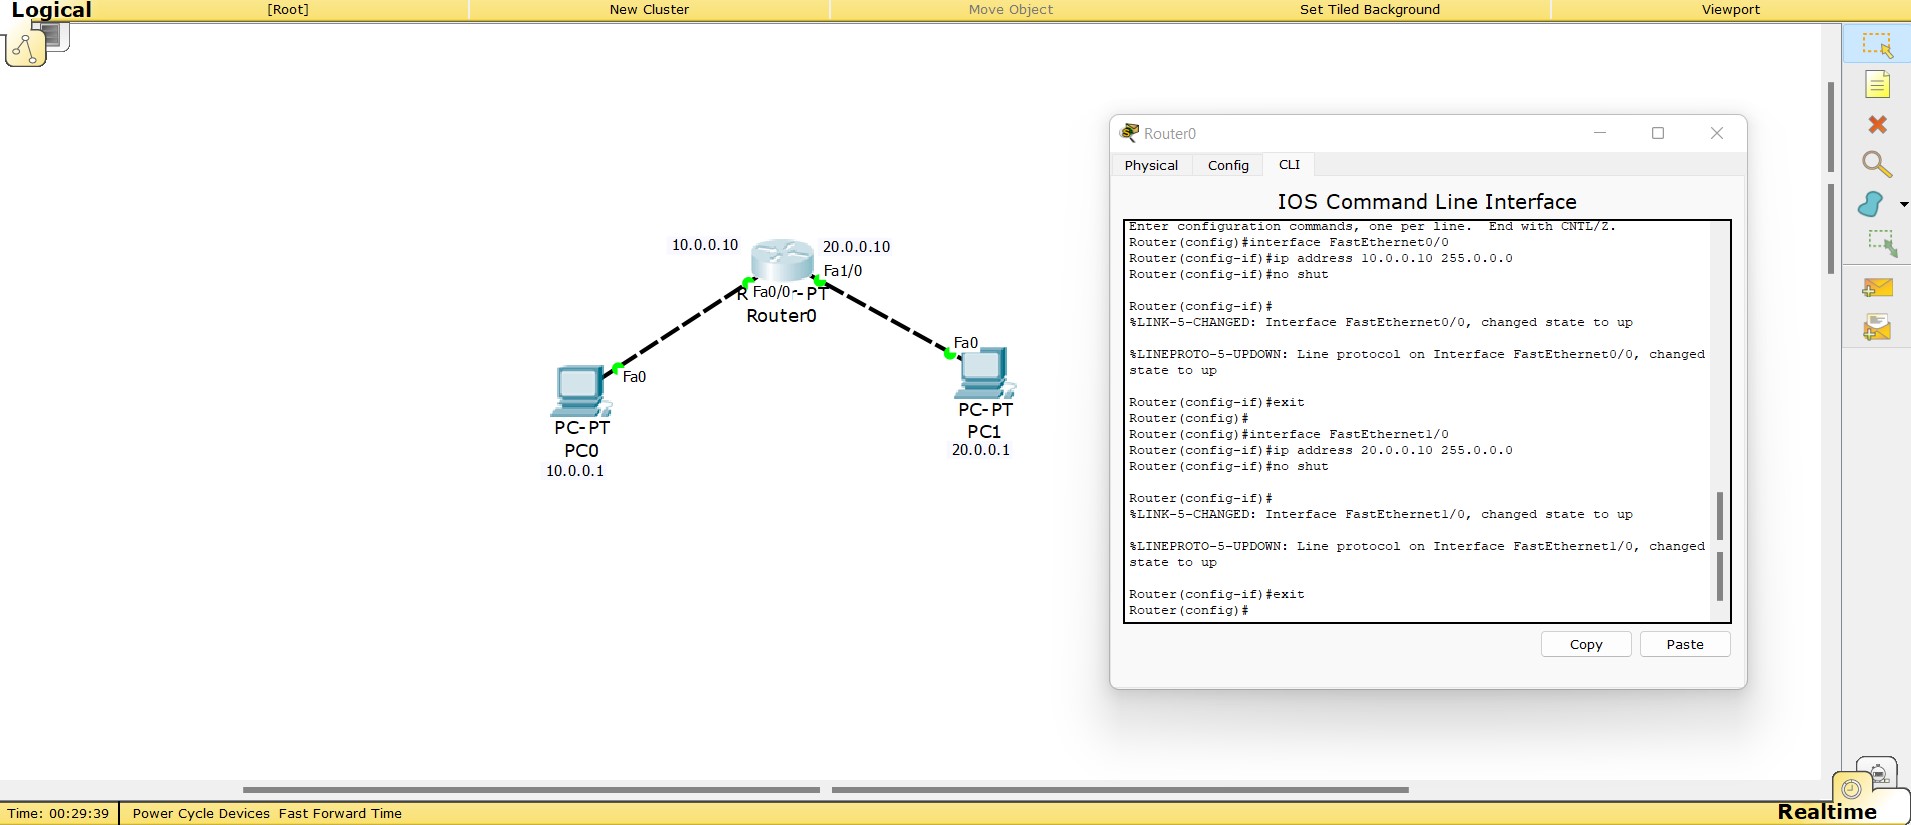 Logical
[Root]
New Cluster
Move Object
Set Tiled Background
Viewport
10.0.0.10
20.0.0.10
Fa1/0
R Fa0/0r-PT
Router0
Fa0
PC-PT
PC0
10.0.0.1
Fa0
PC-PT
PC1
20.0.0.1
Router0
Physical
Config
CLI
IOS Command Line Interface
Enter configuration commands, one per line.  End with CNTL/Z.
Router(config)#interface FastEthernet0/0
Router(config-if)#ip address 10.0.0.10 255.0.0.0
Router(config-if)#no shut
Router(config-if)#
%LINK-5-CHANGED: Interface FastEthernet0/0, changed state to up
%LINEPROTO-5-UPDOWN: Line protocol on Interface FastEthernet0/0, changed
state to up
Router(config-if)#exit
Router(config)#
Router(config)#interface FastEthernet1/0
Router(config-if)#ip address 20.0.0.10 255.0.0.0
Router(config-if)#no shut
Router(config-if)#
%LINK-5-CHANGED: Interface FastEthernet1/0, changed state to up
%LINEPROTO-5-UPDOWN: Line protocol on Interface FastEthernet1/0, changed
state to up
Router(config-if)#exit
Router(config)#
Copy
Paste
Time: 00:29:39
Power Cycle Devices
Fast Forward Time
Realtime